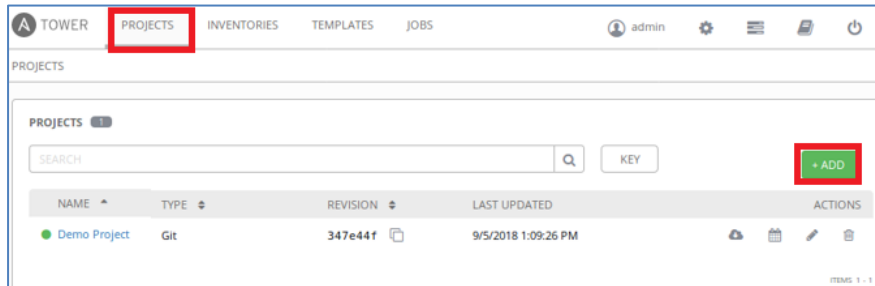 A TOWER PROJECTS INVENTORIES TEMPLATES JOBS admin
PROJECTS
PROJECTS 1
SEARCH KEY + ADD
NAME TYPE REVISION LAST UPDATED ACTIONS
Demo Project Git 347e44f 9/5/2018 1:09:26 PM
ITEMS 1 - 1